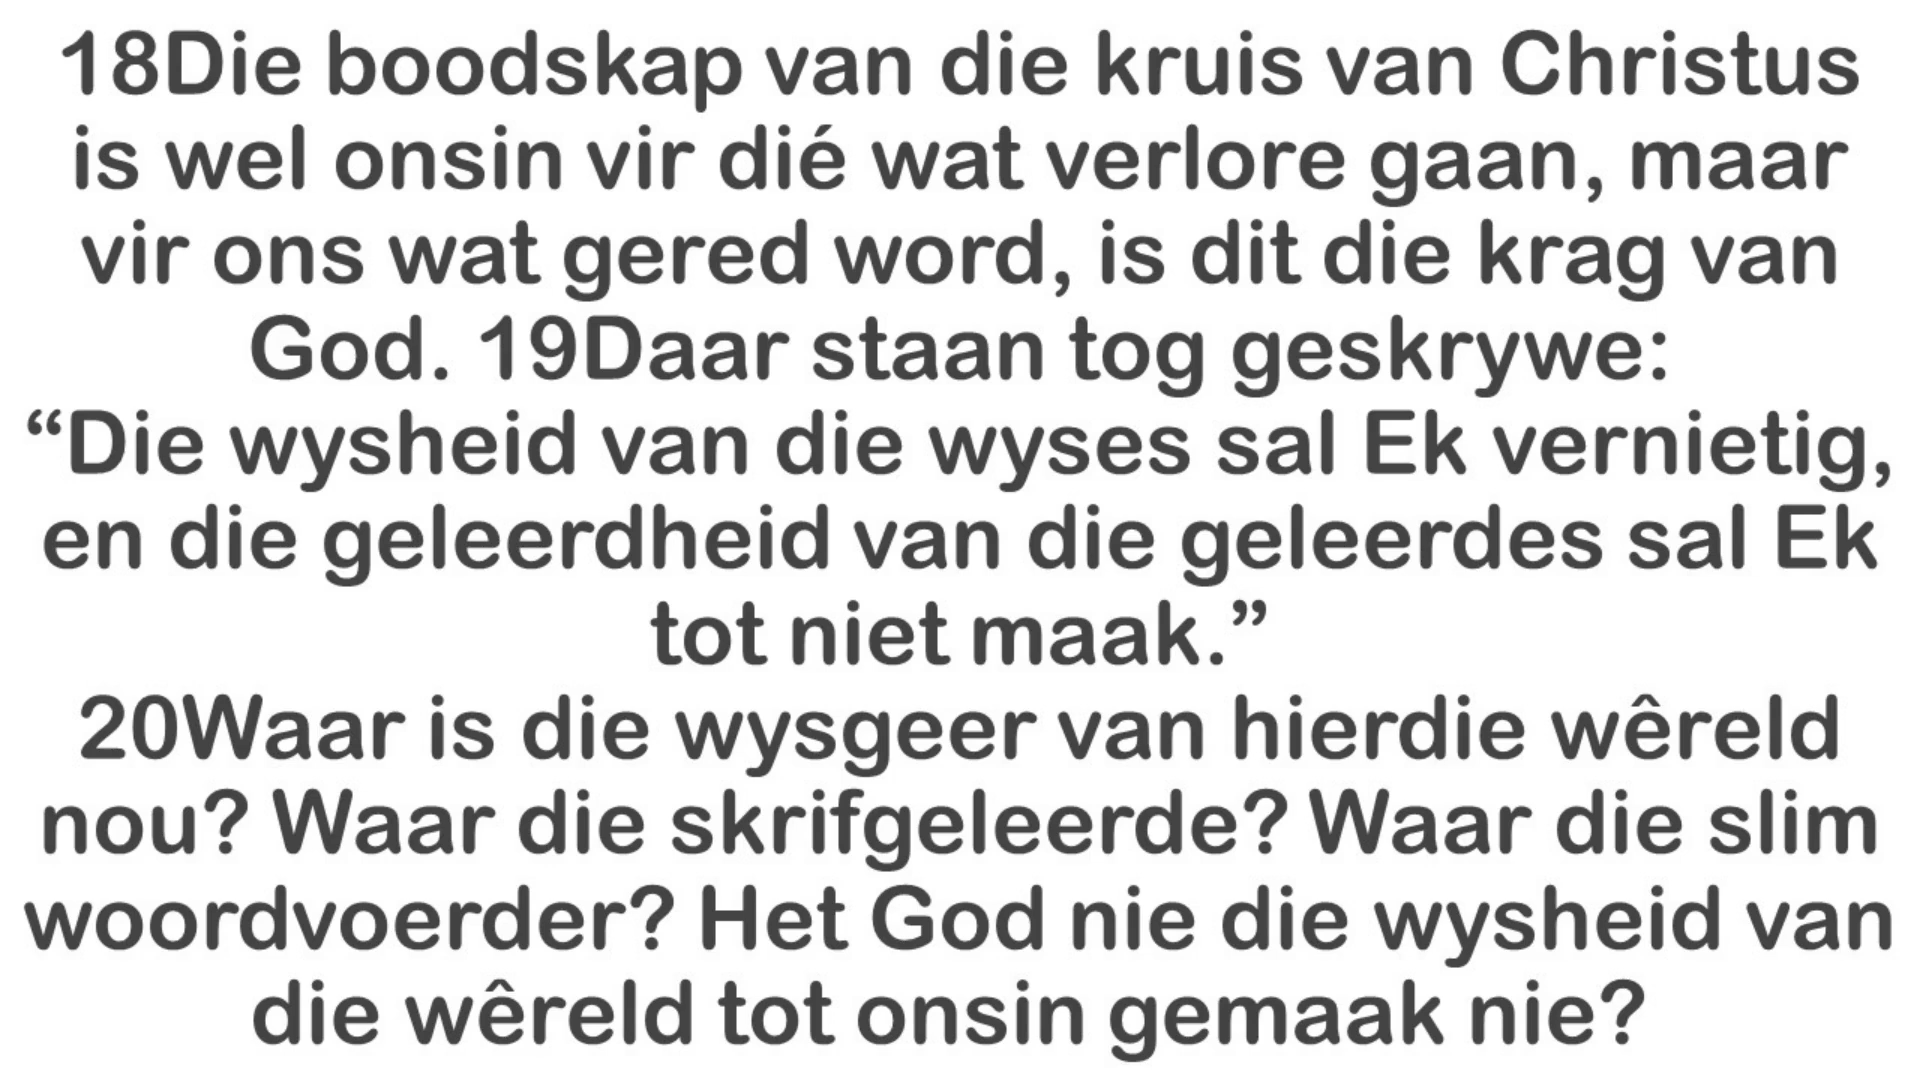 18Die boodskap van die kruis van Christus
is wel onsin vir dié wat verlore gaan, maar
vir ons wat gered word, is dit die krag van
God. 19Daar staan tog geskrywe:
“Die wysheid van die wyses sal Ek vernietig,
en die geleerdheid van die geleerdes sal Ek
tot niet maak.”
20Waar is die wysgeer van hierdie wêreld
nou? Waar die skrifgeleerde? Waar die slim
woordvoerder? Het God nie die wysheid van
die wêreld tot onsin gemaak nie?